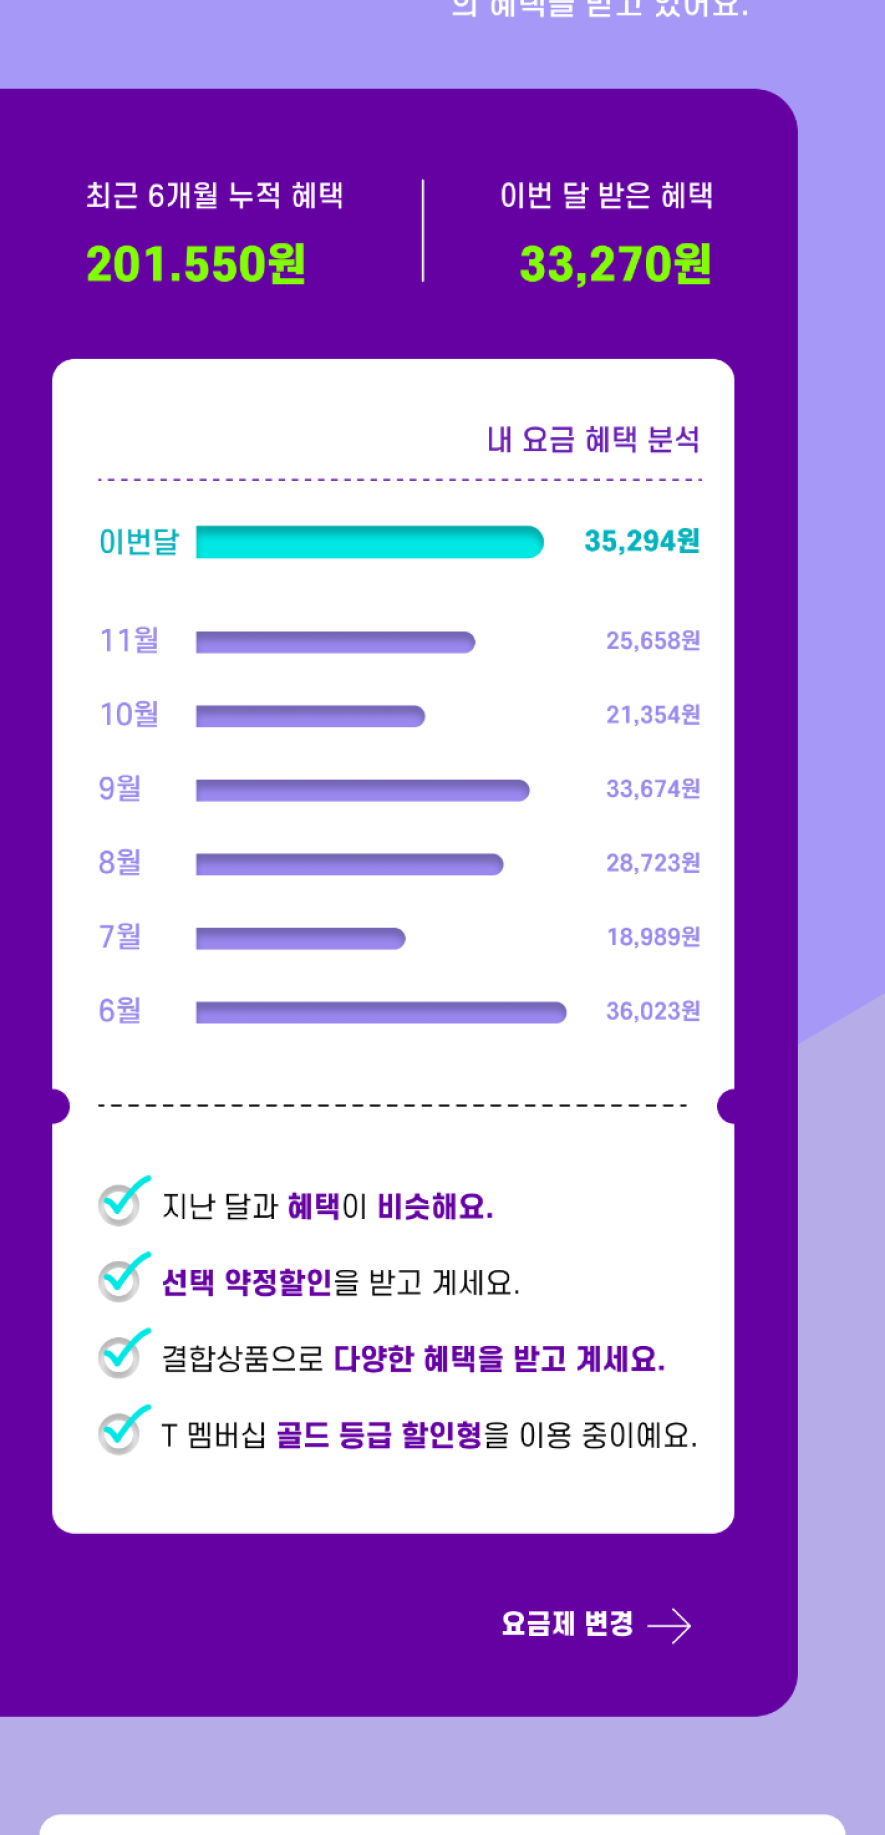 의 혜택을 받고 있어요.
최근 6개월 누적 혜택
201.550원
이번 달 받은 혜택
33,270원
내 요금 혜택 분석
이번달 35,294원
11월 25,658원
10월 21,354원
9월 33,674원
8월 28,723원
7월 18,989원
6월 36,023원
지난 달과 혜택이 비슷해요.
선택 약정할인을 받고 계세요.
결합상품으로 다양한 혜택을 받고 계세요.
T 멤버십 골드 등급 할인형을 이용 중이예요.
요금제 변경